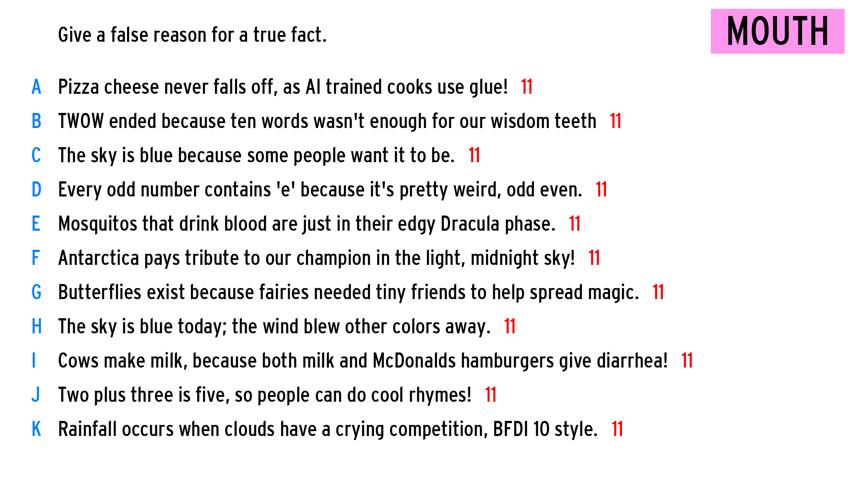 Give a false reason for a true fact.
MOUTH
A Pizza cheese never falls off, as AI trained cooks use glue! 11
B TWOW ended because ten words wasn't enough for our wisdom teeth 11
C The sky is blue because some people want it to be. 11
D Every odd number contains 'e' because it's pretty weird, odd even. 11
E Mosquitos that drink blood are just in their edgy Dracula phase. 11
F Antarctica pays tribute to our champion in the light, midnight sky! 11
G Butterflies exist because fairies needed tiny friends to help spread magic. 11
H The sky is blue today; the wind blew other colors away. 11
I Cows make milk, because both milk and McDonalds hamburgers give diarrhea! 11
J Two plus three is five, so people can do cool rhymes! 11
K Rainfall occurs when clouds have a crying competition, BFDI 10 style. 11